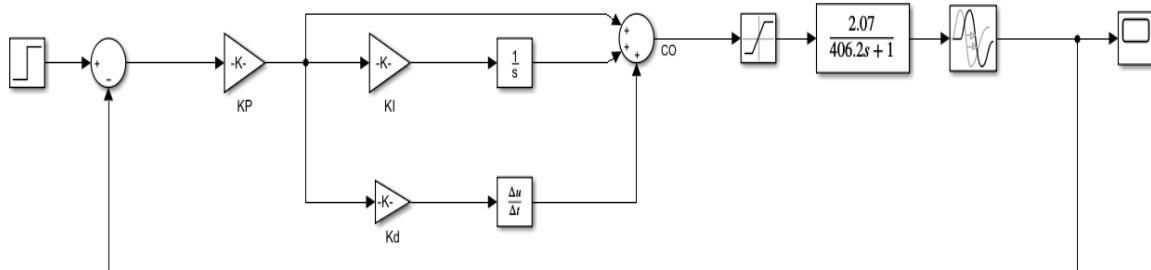 +
−
-K-
KP
-K-
KI
1
s
-K-
Kd
Δu
Δt
+
+
+
CO
2.07
406.2s + 1